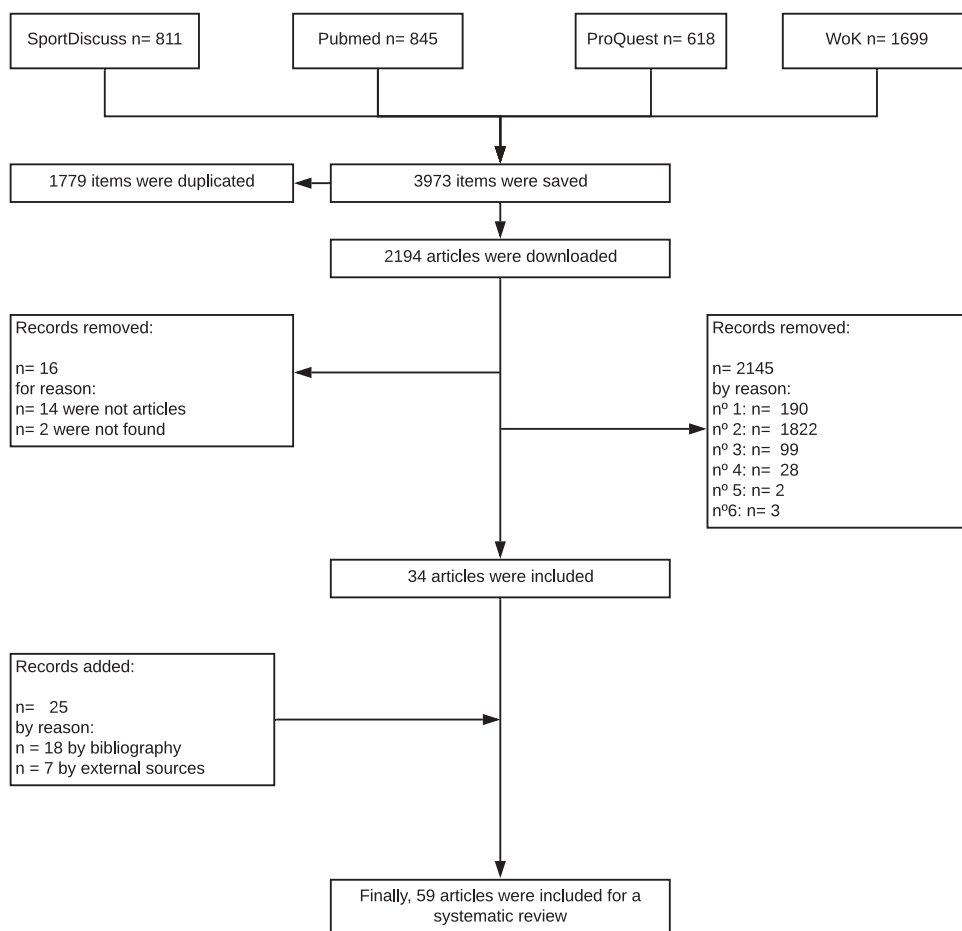 SportDiscuss n= 811
Pubmed n= 845
ProQuest n= 618
WoK n= 1699
1779 items were duplicated
3973 items were saved
2194 articles were downloaded
Records removed:
n= 16
for reason:
n= 14 were not articles
n= 2 were not found
Records removed:
n= 2145
by reason:
nº 1: n=  190
nº 2: n=  1822
nº 3: n=  99
nº 4: n=  28
nº 5: n= 2
nº6: n= 3
34 articles were included
Records added:
n=   25
by reason:
n = 18 by bibliography
n = 7 by external sources
Finally, 59 articles were included for a
systematic review